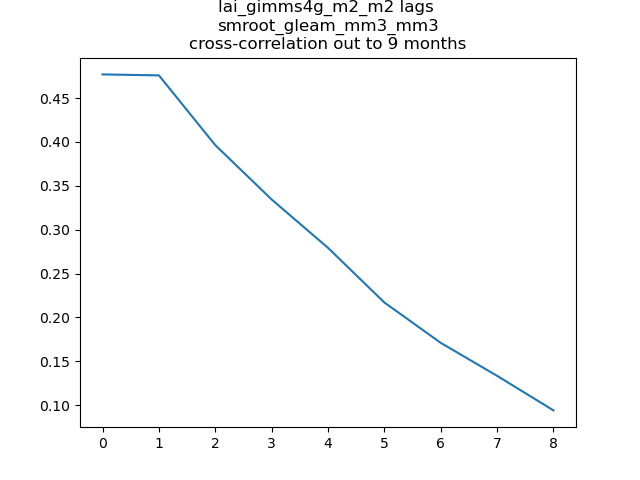 lai_gimms4g_m2_m2 lags
smroot_gleam_mm3_mm3
cross-correlation out to 9 months
0.45
0.40
0.35
0.30
0.25
0.20
0.15
0.10
0 1 2 3 4 5 6 7 8